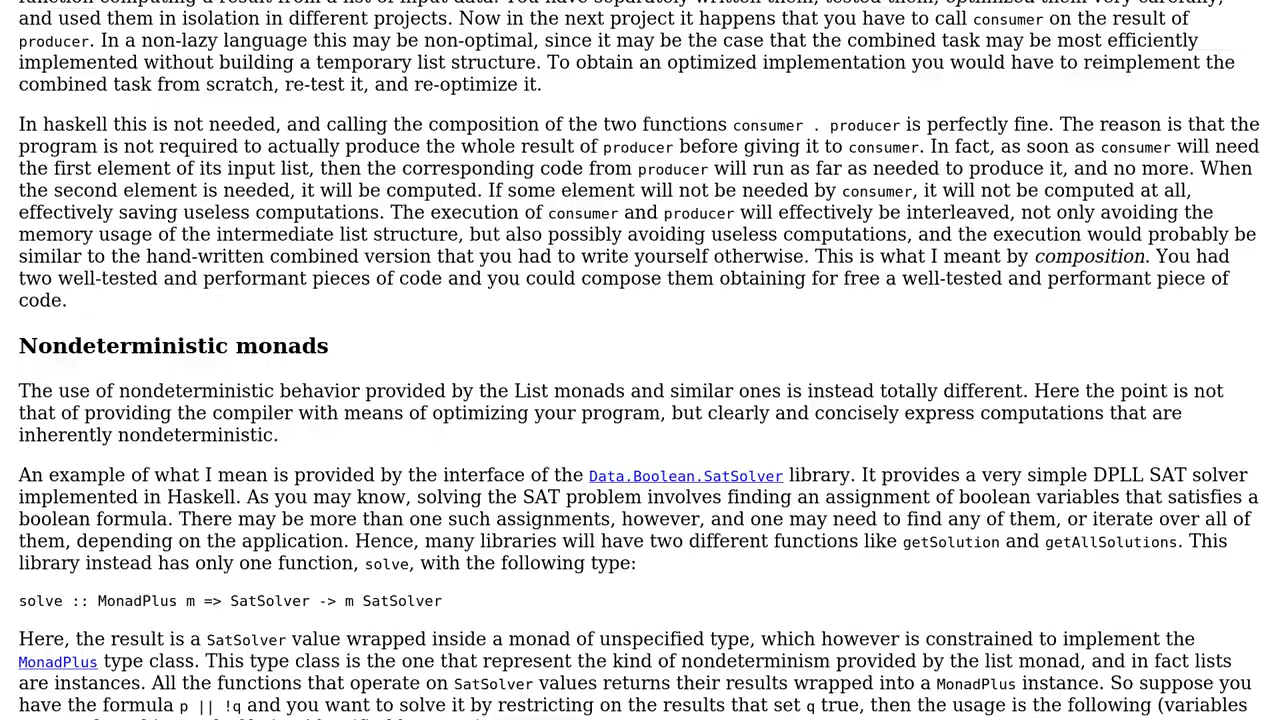 and used them in isolation in different projects. Now in the next project it happens that you have to call consumer on the result of
producer. In a non-lazy language this may be non-optimal, since it may be the case that the combined task may be most efficiently
implemented without building a temporary list structure. To obtain an optimized implementation you would have to reimplement the
combined task from scratch, re-test it, and re-optimize it.
In haskell this is not needed, and calling the composition of the two functions consumer . producer is perfectly fine. The reason is that the
program is not required to actually produce the whole result of producer before giving it to consumer. In fact, as soon as consumer will need
the first element of its input list, then the corresponding code from producer will run as far as needed to produce it, and no more. When
the second element is needed, it will be computed. If some element will not be needed by consumer, it will not be computed at all,
effectively saving useless computations. The execution of consumer and producer will effectively be interleaved, not only avoiding the
memory usage of the intermediate list structure, but also possibly avoiding useless computations, and the execution would probably be
similar to the hand-written combined version that you had to write yourself otherwise. This is what I meant by composition. You had
two well-tested and performant pieces of code and you could compose them obtaining for free a well-tested and performant piece of
code.
Nondeterministic monads
The use of nondeterministic behavior provided by the List monads and similar ones is instead totally different. Here the point is not
that of providing the compiler with means of optimizing your program, but clearly and concisely express computations that are
inherently nondeterministic.
An example of what I mean is provided by the interface of the Data.Boolean.SatSolver library. It provides a very simple DPLL SAT solver
implemented in Haskell. As you may know, solving the SAT problem involves finding an assignment of boolean variables that satisfies a
boolean formula. There may be more than one such assignments, however, and one may need to find any of them, or iterate over all of
them, depending on the application. Hence, many libraries will have two different functions like getSolution and getAllSolutions. This
library instead has only one function, solve, with the following type:
solve :: MonadPlus m => SatSolver -> m SatSolver
Here, the result is a SatSolver value wrapped inside a monad of unspecified type, which however is constrained to implement the
MonadPlus type class. This type class is the one that represent the kind of nondeterminism provided by the list monad, and in fact lists
are instances. All the functions that operate on SatSolver values returns their results wrapped into a MonadPlus instance. So suppose you
have the formula p || !q and you want to solve it by restricting on the results that set q true, then the usage is the following (variables